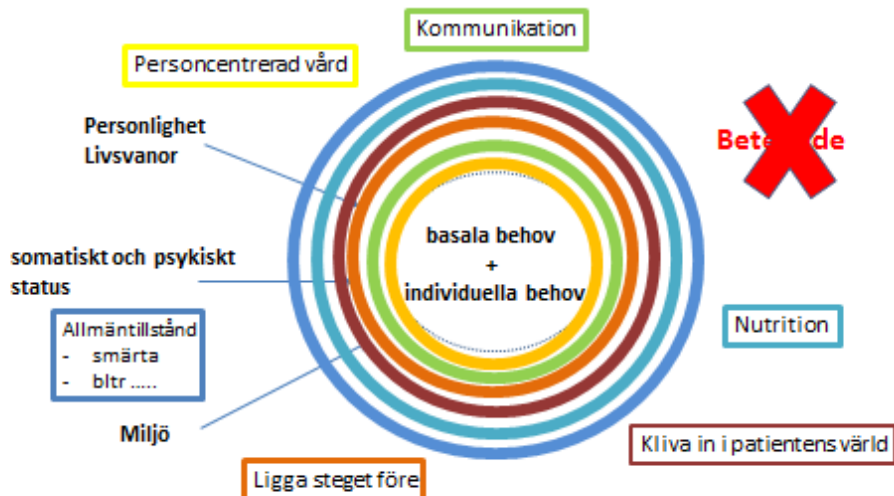 Kommunikation
Personcentrerad vård
Personlighet
Livsvanor
basala behov
+
individuella behov
somatiskt och psykiskt
status
Allmäntillstånd
- smärta
- bltr .....
Nutrition
Miljö
Kliva in i patientens värld
Ligga steget före